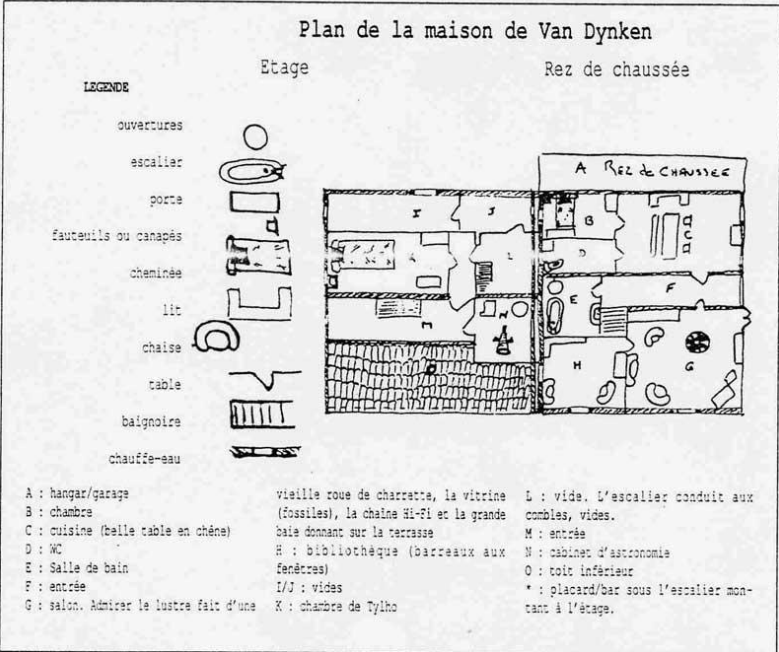 Plan de la maison de Van Dynken
Etage
Rez de chaussée
LEGENDE
ouvertures
escalier
porte
fauteuils ou canapés
cheminée
lit
chaise
table
baignoire
chauffe-eau
A REZ de CHAUSSEE
I
J
B
C
K
L
D
E
F
M
N
O
H
G
A : hangar/garage
B : chambre
C : cuisine (belle table en chêne)
D : WC
E : Salle de bain
F : entrée
G : salon. Admirer le lustre fait d'une
vieille roue de charrette, la vitrine
(fossiles), la chaîne Hi-Fi et la grande
baie donnant sur la terrasse
H : bibliothèque (barreaux aux
fenêtres)
I/J : vides
K : chambre de Tylho
L : vide. L'escalier conduit aux
combles, vides.
M : entrée
N : cabinet d'astronomie
O : toit inférieur
* : placard/bar sous l'escalier mon-
tant à l'étage.